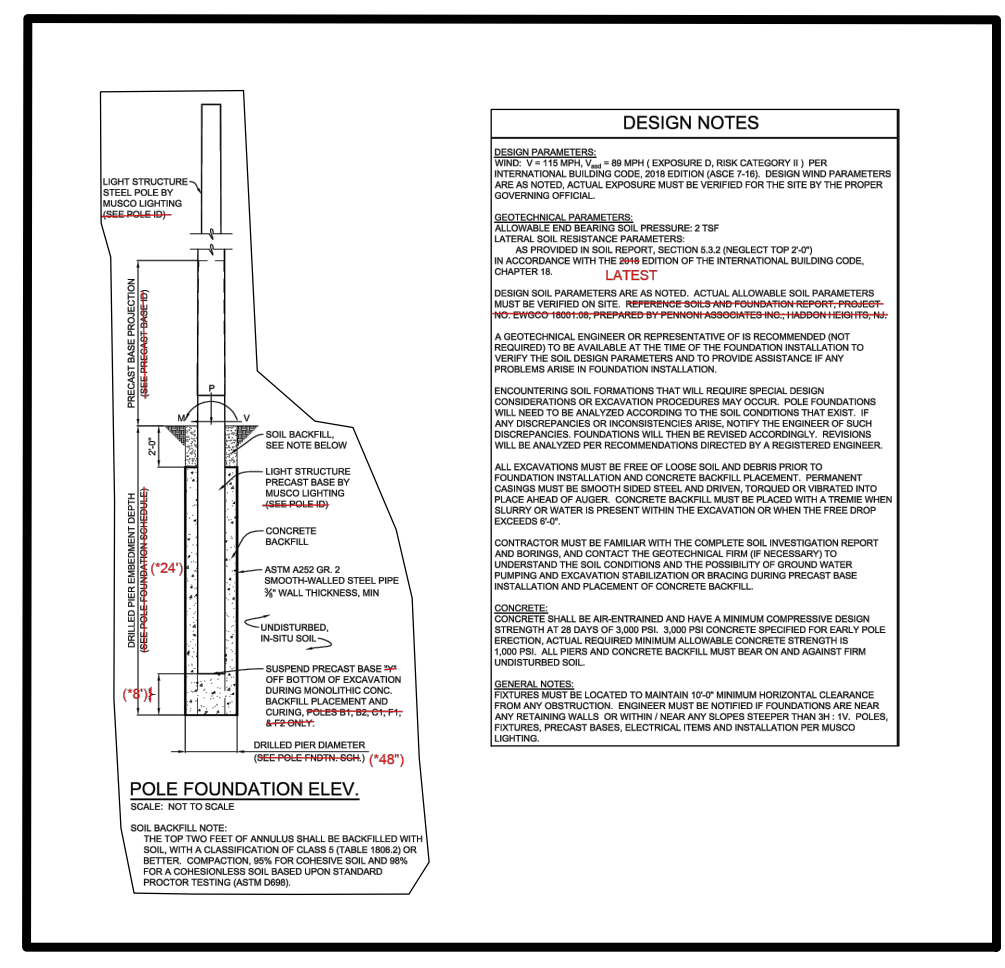 LIGHT STRUCTURE
STEEL POLE BY
MUSCO LIGHTING
(SEE POLE ID)
PRECAST BASE PROJECTION
(SEE PRECAST BASE ID)
P
M
V
2'-0"
SOIL BACKFILL,
SEE NOTE BELOW
LIGHT STRUCTURE
PRECAST BASE BY
MUSCO LIGHTING
(SEE POLE ID)
CONCRETE
BACKFILL
DRILLED PIER EMBEDMENT DEPTH
(SEE POLE FOUNDATION SCHEDULE)
(*24')
ASTM A252 GR. 2
SMOOTH-WALLED STEEL PIPE
⅜" WALL THICKNESS, MIN
UNDISTURBED,
IN-SITU SOIL
(*8')
SUSPEND PRECAST BASE "Y"
OFF BOTTOM OF EXCAVATION
DURING MONOLITHIC CONC.
BACKFILL PLACEMENT AND
CURING, POLES B1, B2, C1, F1,
& F2 ONLY.
DRILLED PIER DIAMETER
(SEE POLE FNDTN. SCH.) (*48")
POLE FOUNDATION ELEV.
SCALE: NOT TO SCALE
SOIL BACKFILL NOTE:
THE TOP TWO FEET OF ANNULUS SHALL BE BACKFILLED WITH
SOIL, WITH A CLASSIFICATION OF CLASS 5 (TABLE 1806.2) OR
BETTER. COMPACTION, 95% FOR COHESIVE SOIL AND 98%
FOR A COHESIONLESS SOIL BASED UPON STANDARD
PROCTOR TESTING (ASTM D698).
DESIGN NOTES
DESIGN PARAMETERS:
WIND: V = 115 MPH, Vasd = 89 MPH ( EXPOSURE D, RISK CATEGORY II ) PER
INTERNATIONAL BUILDING CODE, 2018 EDITION (ASCE 7-16). DESIGN WIND PARAMETERS
ARE AS NOTED, ACTUAL EXPOSURE MUST BE VERIFIED FOR THE SITE BY THE PROPER
GOVERNING OFFICIAL.
GEOTECHNICAL PARAMETERS:
ALLOWABLE END BEARING SOIL PRESSURE: 2 TSF
LATERAL SOIL RESISTANCE PARAMETERS:
AS PROVIDED IN SOIL REPORT, SECTION 5.3.2 (NEGLECT TOP 2'-0")
IN ACCORDANCE WITH THE 2018 EDITION OF THE INTERNATIONAL BUILDING CODE,
CHAPTER 18. LATEST
DESIGN SOIL PARAMETERS ARE AS NOTED. ACTUAL ALLOWABLE SOIL PARAMETERS
MUST BE VERIFIED ON SITE. REFERENCE SOILS AND FOUNDATION REPORT, PROJECT
NO. EWGCO 18001.08, PREPARED BY PENNONI ASSOCIATES INC., HADDON HEIGHTS, NJ.
A GEOTECHNICAL ENGINEER OR REPRESENTATIVE OF IS RECOMMENDED (NOT
REQUIRED) TO BE AVAILABLE AT THE TIME OF THE FOUNDATION INSTALLATION TO
VERIFY THE SOIL DESIGN PARAMETERS AND TO PROVIDE ASSISTANCE IF ANY
PROBLEMS ARISE IN FOUNDATION INSTALLATION.
ENCOUNTERING SOIL FORMATIONS THAT WILL REQUIRE SPECIAL DESIGN
CONSIDERATIONS OR EXCAVATION PROCEDURES MAY OCCUR. POLE FOUNDATIONS
WILL NEED TO BE ANALYZED ACCORDING TO THE SOIL CONDITIONS THAT EXIST. IF
ANY DISCREPANCIES OR INCONSISTENCIES ARISE, NOTIFY THE ENGINEER OF SUCH
DISCREPANCIES. FOUNDATIONS WILL THEN BE REVISED ACCORDINGLY. REVISIONS
WILL BE ANALYZED PER RECOMMENDATIONS DIRECTED BY A REGISTERED ENGINEER.
ALL EXCAVATIONS MUST BE FREE OF LOOSE SOIL AND DEBRIS PRIOR TO
FOUNDATION INSTALLATION AND CONCRETE BACKFILL PLACEMENT. PERMANENT
CASINGS MUST BE SMOOTH SIDED STEEL AND DRIVEN, TORQUED OR VIBRATED INTO
PLACE AHEAD OF AUGER. CONCRETE BACKFILL MUST BE PLACED WITH A TREMIE WHEN
SLURRY OR WATER IS PRESENT WITHIN THE EXCAVATION OR WHEN THE FREE DROP
EXCEEDS 6'-0".
CONTRACTOR MUST BE FAMILIAR WITH THE COMPLETE SOIL INVESTIGATION REPORT
AND BORINGS, AND CONTACT THE GEOTECHNICAL FIRM (IF NECESSARY) TO
UNDERSTAND THE SOIL CONDITIONS AND THE POSSIBILITY OF GROUND WATER
PUMPING AND EXCAVATION STABILIZATION OR BRACING DURING PRECAST BASE
INSTALLATION AND PLACEMENT OF CONCRETE BACKFILL.
CONCRETE:
CONCRETE SHALL BE AIR-ENTRAINED AND HAVE A MINIMUM COMPRESSIVE DESIGN
STRENGTH AT 28 DAYS OF 3,000 PSI. 3,000 PSI CONCRETE SPECIFIED FOR EARLY POLE
ERECTION, ACTUAL REQUIRED MINIMUM ALLOWABLE CONCRETE STRENGTH IS
1,000 PSI. ALL PIERS AND CONCRETE BACKFILL MUST BEAR ON AND AGAINST FIRM
UNDISTURBED SOIL.
GENERAL NOTES:
FIXTURES MUST BE LOCATED TO MAINTAIN 10'-0" MINIMUM HORIZONTAL CLEARANCE
FROM ANY OBSTRUCTION. ENGINEER MUST BE NOTIFIED IF FOUNDATIONS ARE NEAR
ANY RETAINING WALLS OR WITHIN / NEAR ANY SLOPES STEEPER THAN 3H : 1V. POLES,
FIXTURES, PRECAST BASES, ELECTRICAL ITEMS AND INSTALLATION PER MUSCO
LIGHTING.